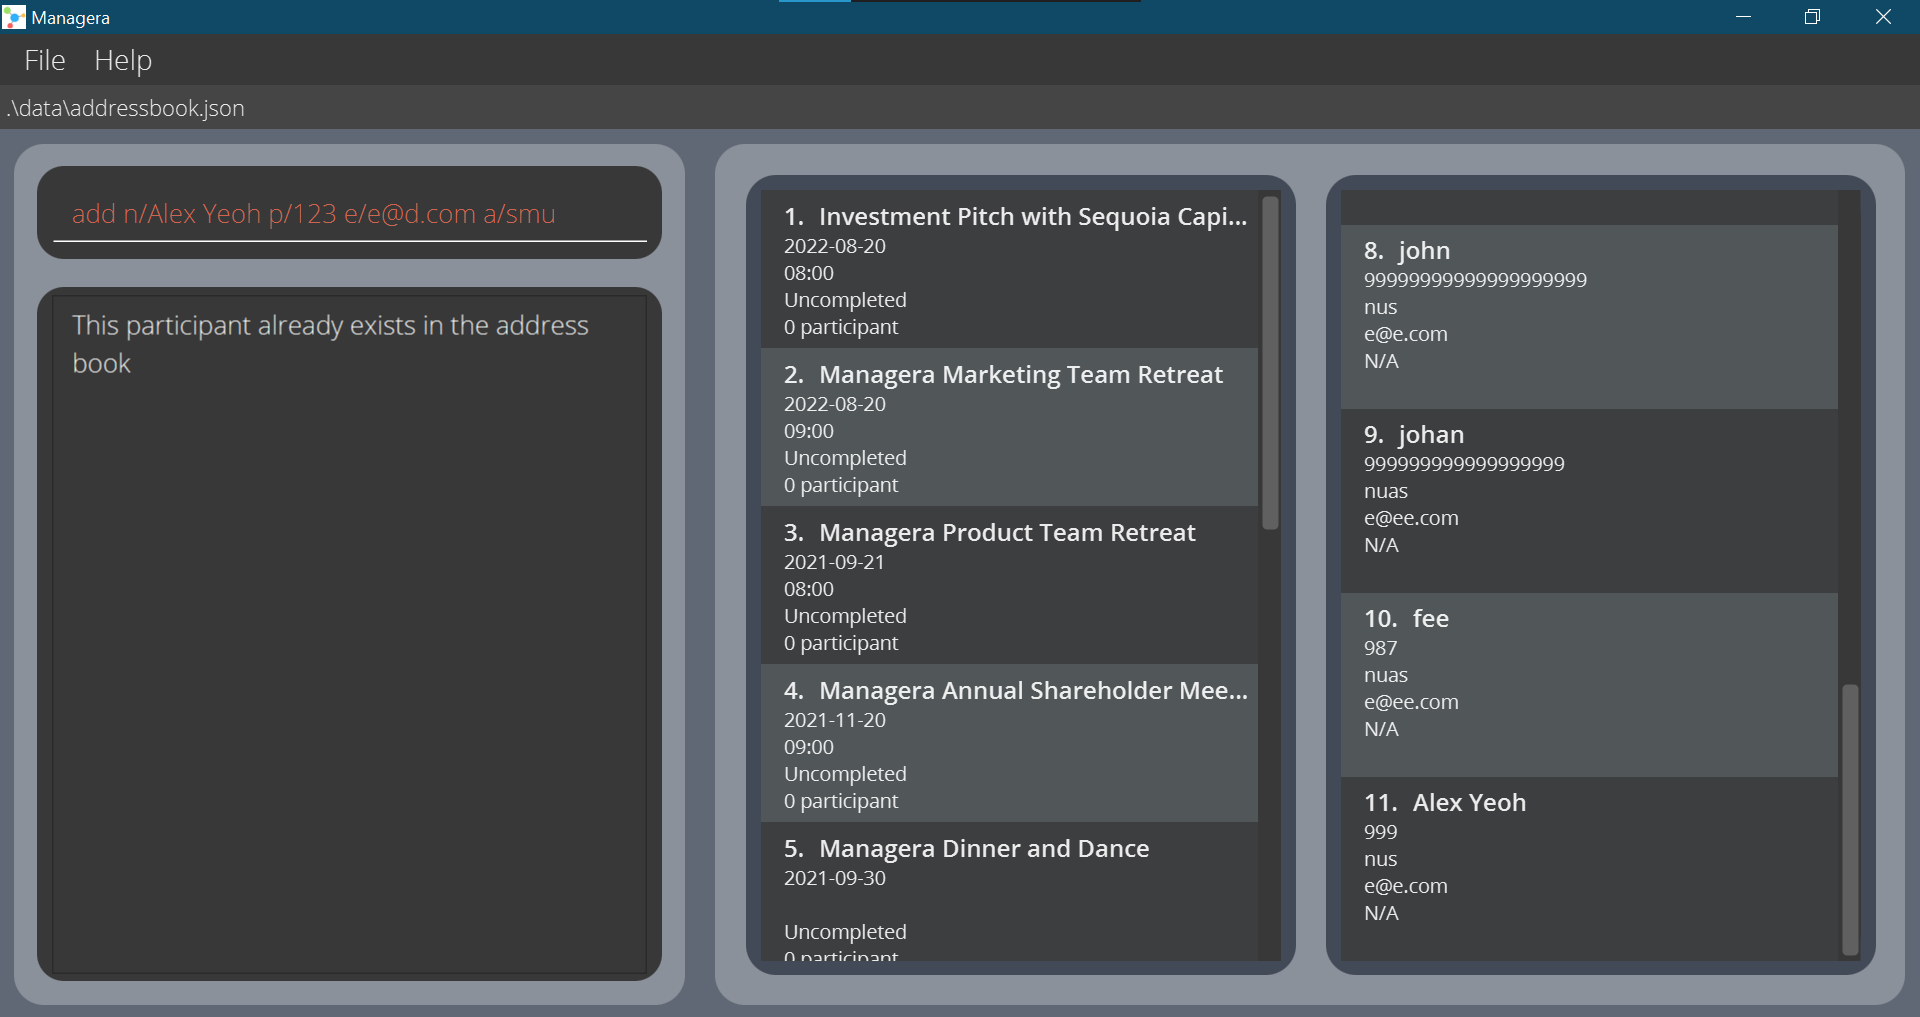 Managera
File Help
.\data\addressbook.json
add n/Alex Yeoh p/123 e/e@d.com a/smu
This participant already exists in the address
book
1. Investment Pitch with Sequoia Capi...
2022-08-20
08:00
Uncompleted
0 participant
2. Managera Marketing Team Retreat
2022-08-20
09:00
Uncompleted
0 participant
3. Managera Product Team Retreat
2021-09-21
08:00
Uncompleted
0 participant
4. Managera Annual Shareholder Mee...
2021-11-20
09:00
Uncompleted
0 participant
5. Managera Dinner and Dance
2021-09-30
Uncompleted
0 participant
8. john
99999999999999999999
nus
e@e.com
N/A
9. johan
999999999999999999
nuas
e@ee.com
N/A
10. fee
987
nuas
e@ee.com
N/A
11. Alex Yeoh
999
nus
e@e.com
N/A